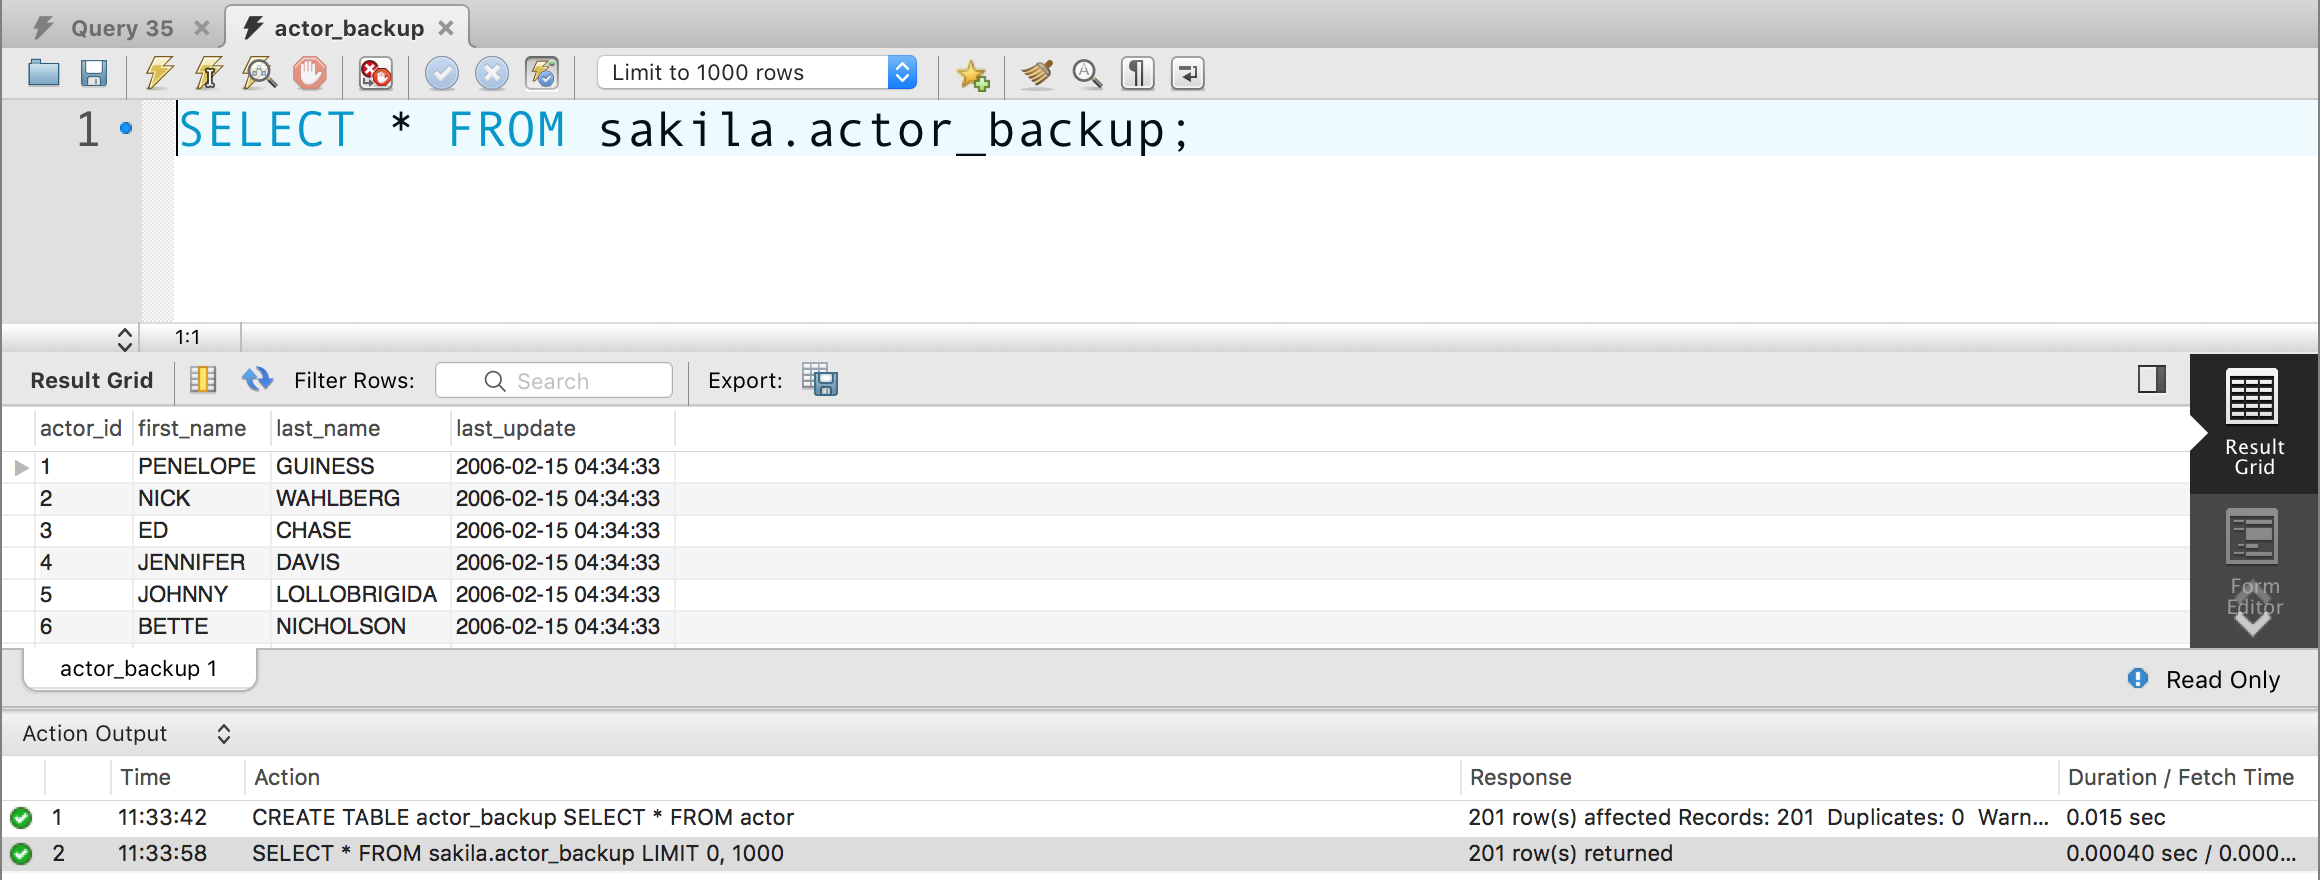 Query 35 actor_backup
Limit to 1000 rows
1 SELECT * FROM sakila.actor_backup;
1:1
Result Grid Filter Rows: Search Export:
actor_id first_name last_name last_update
1 PENELOPE GUINESS 2006-02-15 04:34:33
2 NICK WAHLBERG 2006-02-15 04:34:33
3 ED CHASE 2006-02-15 04:34:33
4 JENNIFER DAVIS 2006-02-15 04:34:33
5 JOHNNY LOLLOBRIGIDA 2006-02-15 04:34:33
6 BETTE NICHOLSON 2006-02-15 04:34:33
Result
Grid
Form
Editor
actor_backup 1
Read Only
Action Output
Time Action Response Duration / Fetch Time
1 11:33:42 CREATE TABLE actor_backup SELECT * FROM actor 201 row(s) affected Records: 201 Duplicates: 0 Warn... 0.015 sec
2 11:33:58 SELECT * FROM sakila.actor_backup LIMIT 0, 1000 201 row(s) returned 0.00040 sec / 0.000...